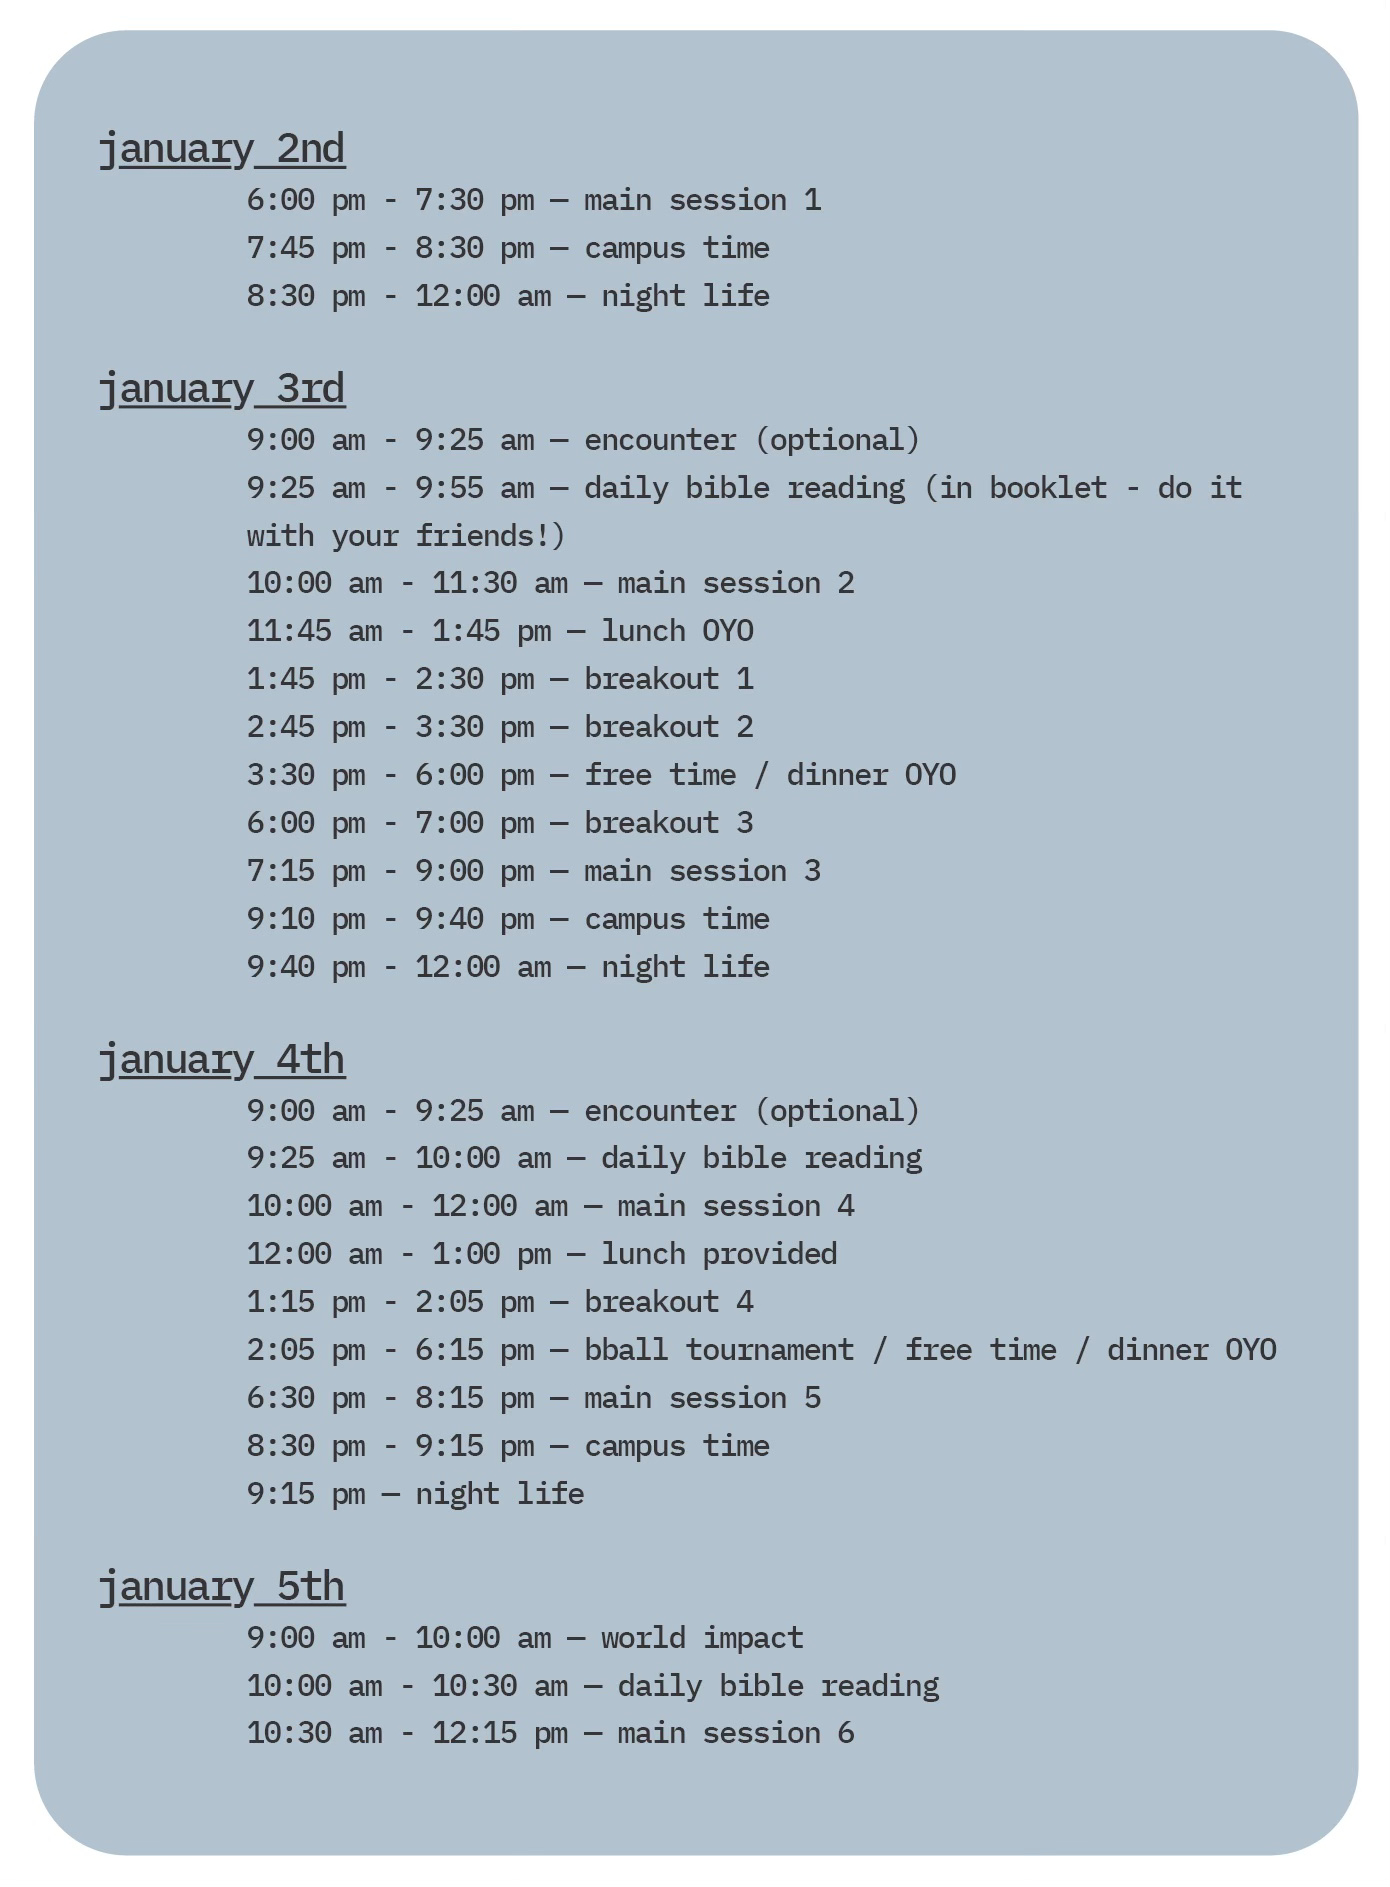 january 2nd
6:00 pm - 7:30 pm — main session 1
7:45 pm - 8:30 pm — campus time
8:30 pm - 12:00 am — night life
january 3rd
9:00 am - 9:25 am — encounter (optional)
9:25 am - 9:55 am — daily bible reading (in booklet - do it
with your friends!)
10:00 am - 11:30 am — main session 2
11:45 am - 1:45 pm — lunch OYO
1:45 pm - 2:30 pm — breakout 1
2:45 pm - 3:30 pm — breakout 2
3:30 pm - 6:00 pm — free time / dinner OYO
6:00 pm - 7:00 pm — breakout 3
7:15 pm - 9:00 pm — main session 3
9:10 pm - 9:40 pm — campus time
9:40 pm - 12:00 am — night life
january 4th
9:00 am - 9:25 am — encounter (optional)
9:25 am - 10:00 am — daily bible reading
10:00 am - 12:00 am — main session 4
12:00 am - 1:00 pm — lunch provided
1:15 pm - 2:05 pm — breakout 4
2:05 pm - 6:15 pm — bball tournament / free time / dinner OYO
6:30 pm - 8:15 pm — main session 5
8:30 pm - 9:15 pm — campus time
9:15 pm — night life
january 5th
9:00 am - 10:00 am — world impact
10:00 am - 10:30 am — daily bible reading
10:30 am - 12:15 pm — main session 6